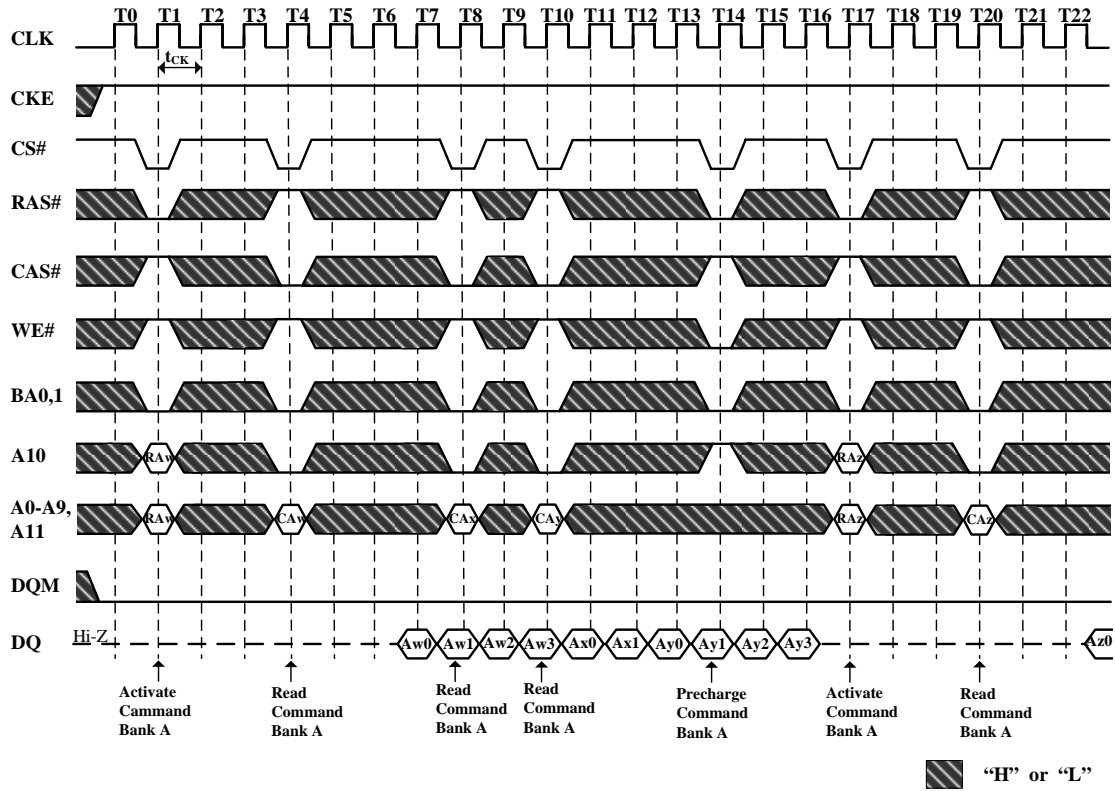 T0 T1 T2 T3 T4 T5 T6 T7 T8 T9 T10 T11 T12 T13 T14 T15 T16 T17 T18 T19 T20 T21 T22
CLK
tCK
CKE
CS#
RAS#
CAS#
WE#
BA0,1
A10
RAw
RAz
A0-A9,
A11
RAw CAw CAx CAy RAz CAz
DQM
DQ
Hi-Z
Aw0 Aw1 Aw2 Aw3 Ax0 Ax1 Ay0 Ay1 Ay2 Ay3 Az0
Activate
Cammand
Bank A
Read
Command
Bank A
Read
Command
Bank A
Read
Command
Bank A
Precharge
Command
Bank A
Activate
Command
Bank A
Read
Command
Bank A
“H” or “L”